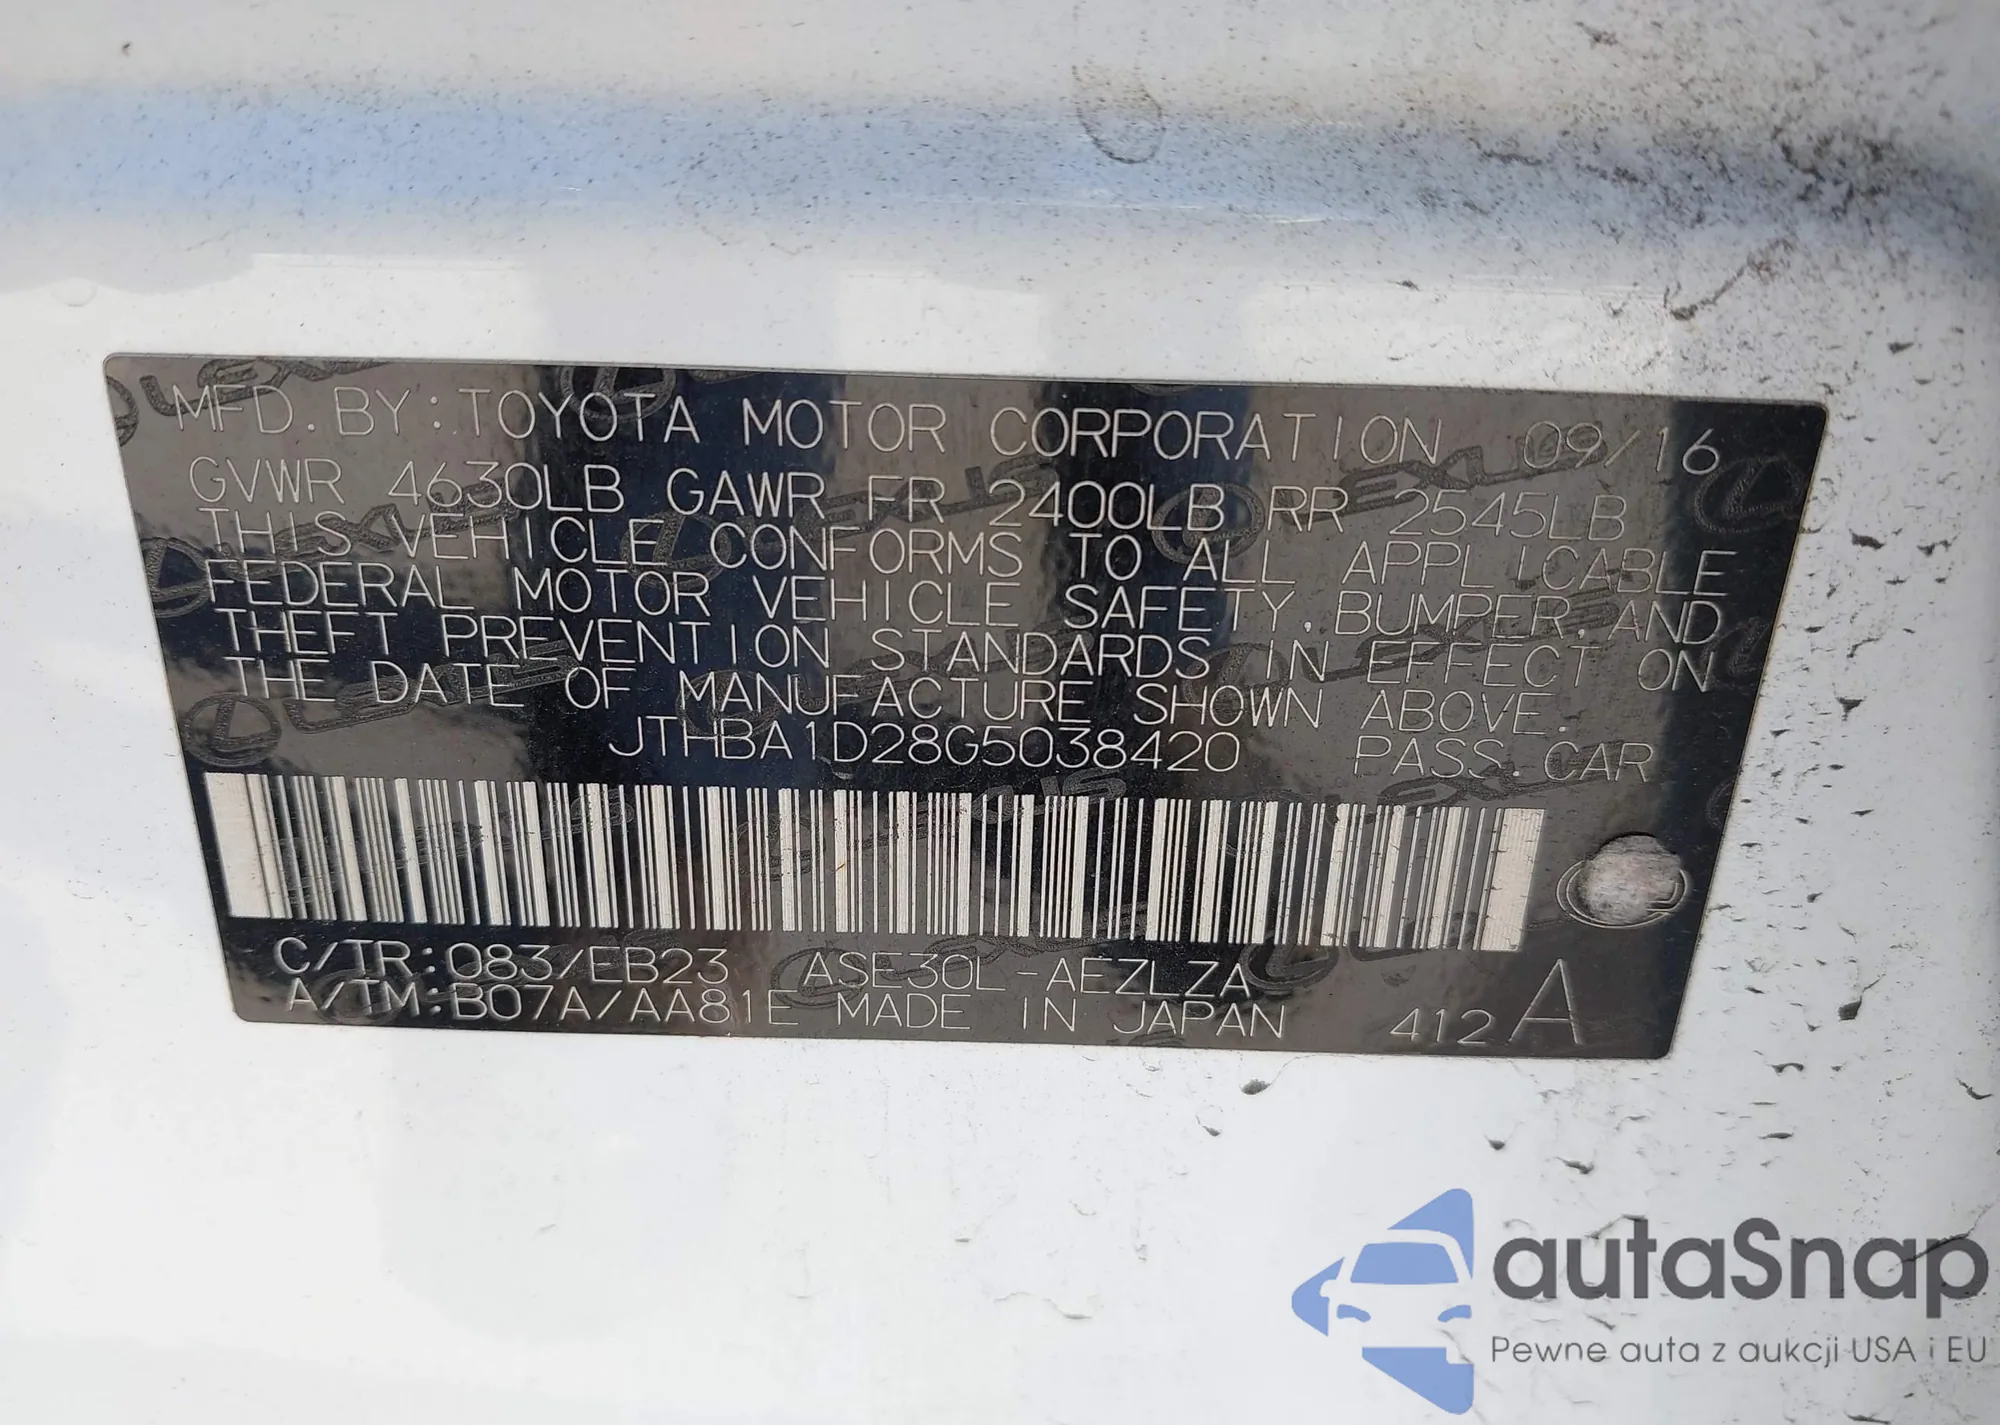 MFD. BY: TOYOTA MOTOR CORPORATION 09/16
GVWR 4630LB GAWR FR 2400LB RR 2545LB
THIS VEHICLE CONFORMS TO ALL APPLICABLE
FEDERAL MOTOR VEHICLE SAFETY, BUMPER, AND
THEFT PREVENTION STANDARDS IN EFFECT ON
THE DATE OF MANUFACTURE SHOWN ABOVE.
JTHBA1D28G5038420 PASS. CAR
C/TR: 083/EB23 ASE30L-AEZLZA
A/TM: B07A/AA81E MADE IN JAPAN 412 A
autaSnap
Pewne auta z aukcji USA i EU